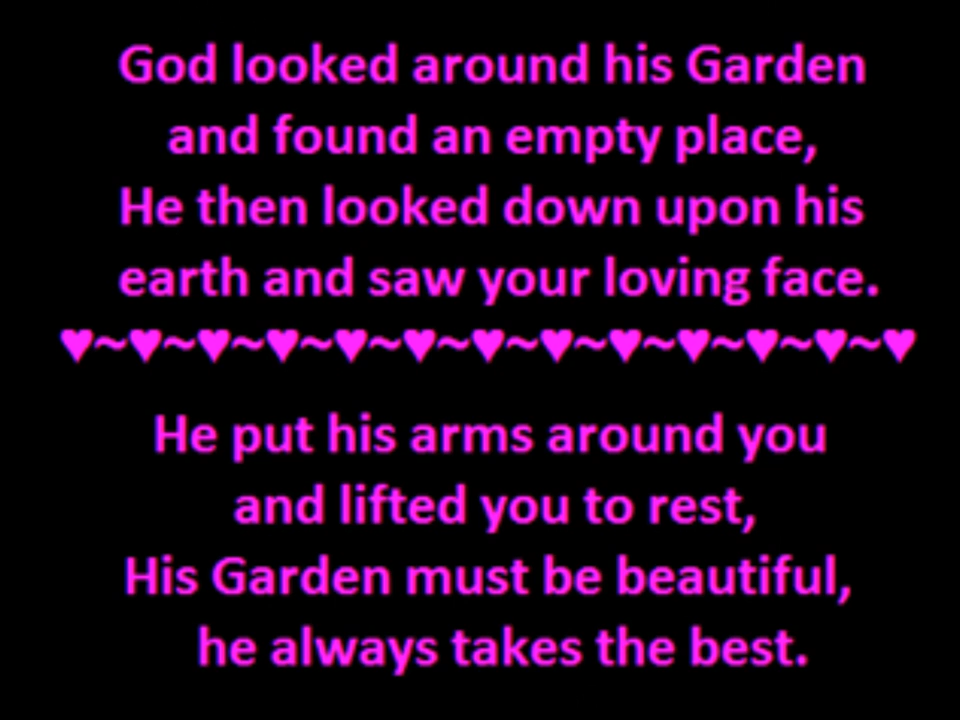 God looked around his Garden
and found an empty place,
He then looked down upon his
earth and saw your loving face.
♥~♥~♥~♥~♥~♥~♥~♥~♥~♥~♥~♥~♥
He put his arms around you
and lifted you to rest,
His Garden must be beautiful,
he always takes the best.